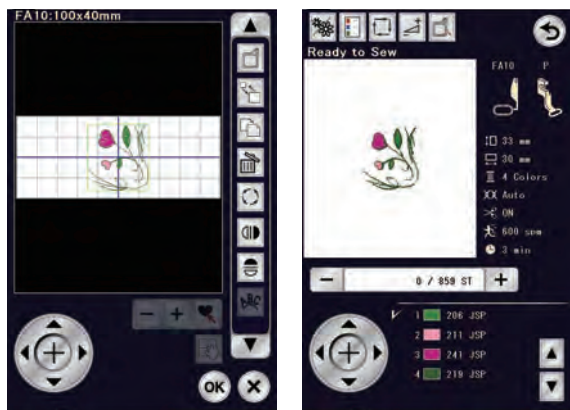 FA10:100x40mm
OK
Ready to Sew
FA10 P
33 mm
30 mm
4 Colors
Auto
ON
600 spm
3 min
0 / 859 ST
1 206 JSP
2 211 JSP
3 241 JSP
4 219 JSP